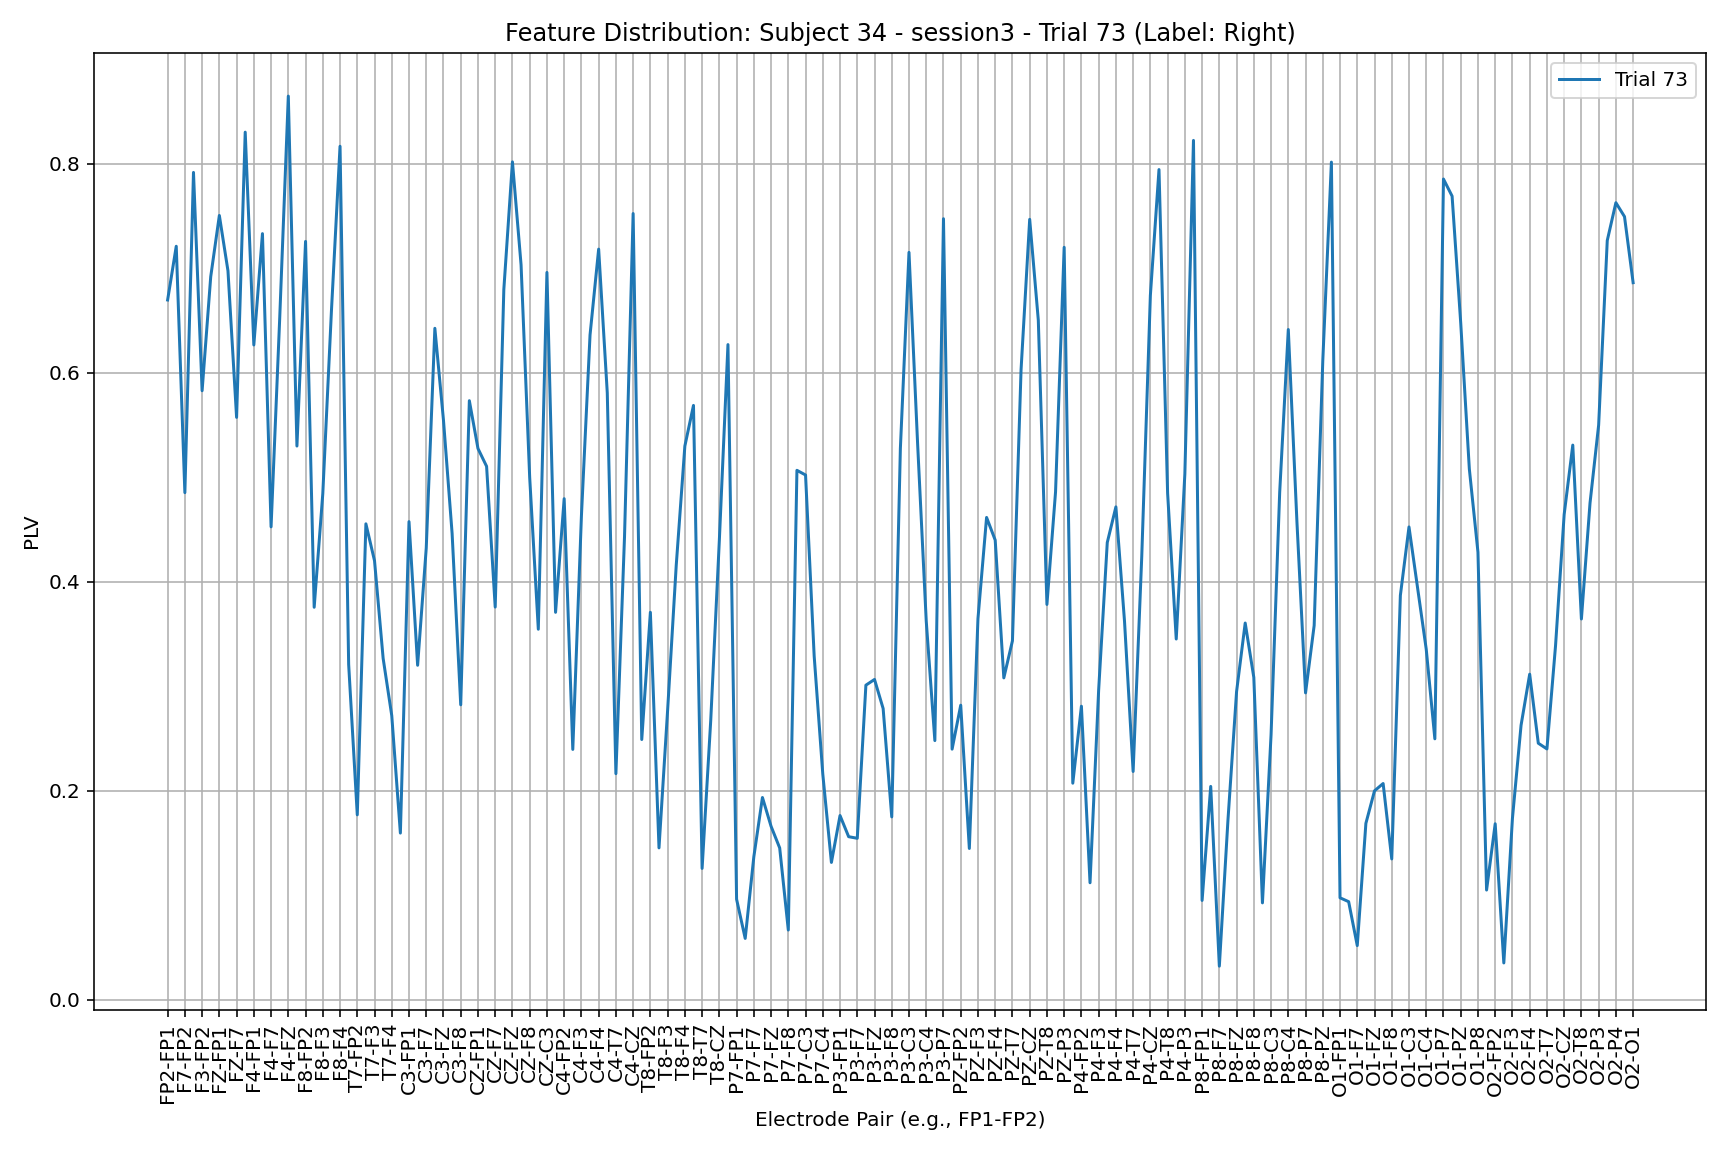 Feature Distribution: Subject 34 - session3 - Trial 73 (Label: Right)
Trial 73
PLV
0.8
0.6
0.4
0.2
0.0
FP2-FP1
F7-FP2
F3-FP2
FZ-FP1
FZ-F7
F4-FP1
F4-F7
F4-FZ
F8-FP2
F8-F3
F8-F4
T7-FP2
T7-F3
T7-F4
C3-FP1
C3-F7
C3-FZ
C3-F8
CZ-FP1
CZ-F7
CZ-FZ
CZ-F8
CZ-C3
C4-FP2
C4-F3
C4-F4
C4-T7
C4-CZ
T8-FP2
T8-F3
T8-F4
T8-T7
T8-CZ
P7-FP1
P7-F7
P7-FZ
P7-F8
P7-C3
P7-C4
P3-FP1
P3-F7
P3-FZ
P3-F8
P3-C3
P3-C4
P3-P7
PZ-FP2
PZ-F3
PZ-F4
PZ-T7
PZ-CZ
PZ-T8
PZ-P3
P4-FP2
P4-F3
P4-F4
P4-T7
P4-CZ
P4-T8
P4-P3
P8-FP1
P8-F7
P8-FZ
P8-F8
P8-C3
P8-C4
P8-P7
P8-PZ
O1-FP1
O1-F7
O1-FZ
O1-F8
O1-C3
O1-C4
O1-P7
O1-PZ
O1-P8
O2-FP2
O2-F3
O2-F4
O2-T7
O2-CZ
O2-T8
O2-P3
O2-P4
O2-O1
Electrode Pair (e.g., FP1-FP2)